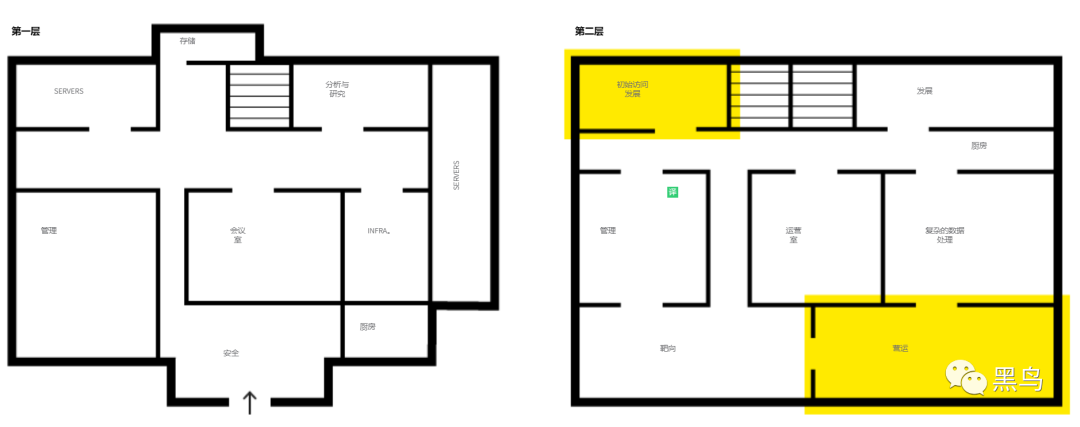 第一层
存储
SERVERS
分析与
研究
SERVERS
管理
会议
室
INFRA。
厨房
安全
第二层
初始访问
发展
发展
厨房
译
管理
运营
室
复杂的数据
处理
靶向
营运
黑鸟